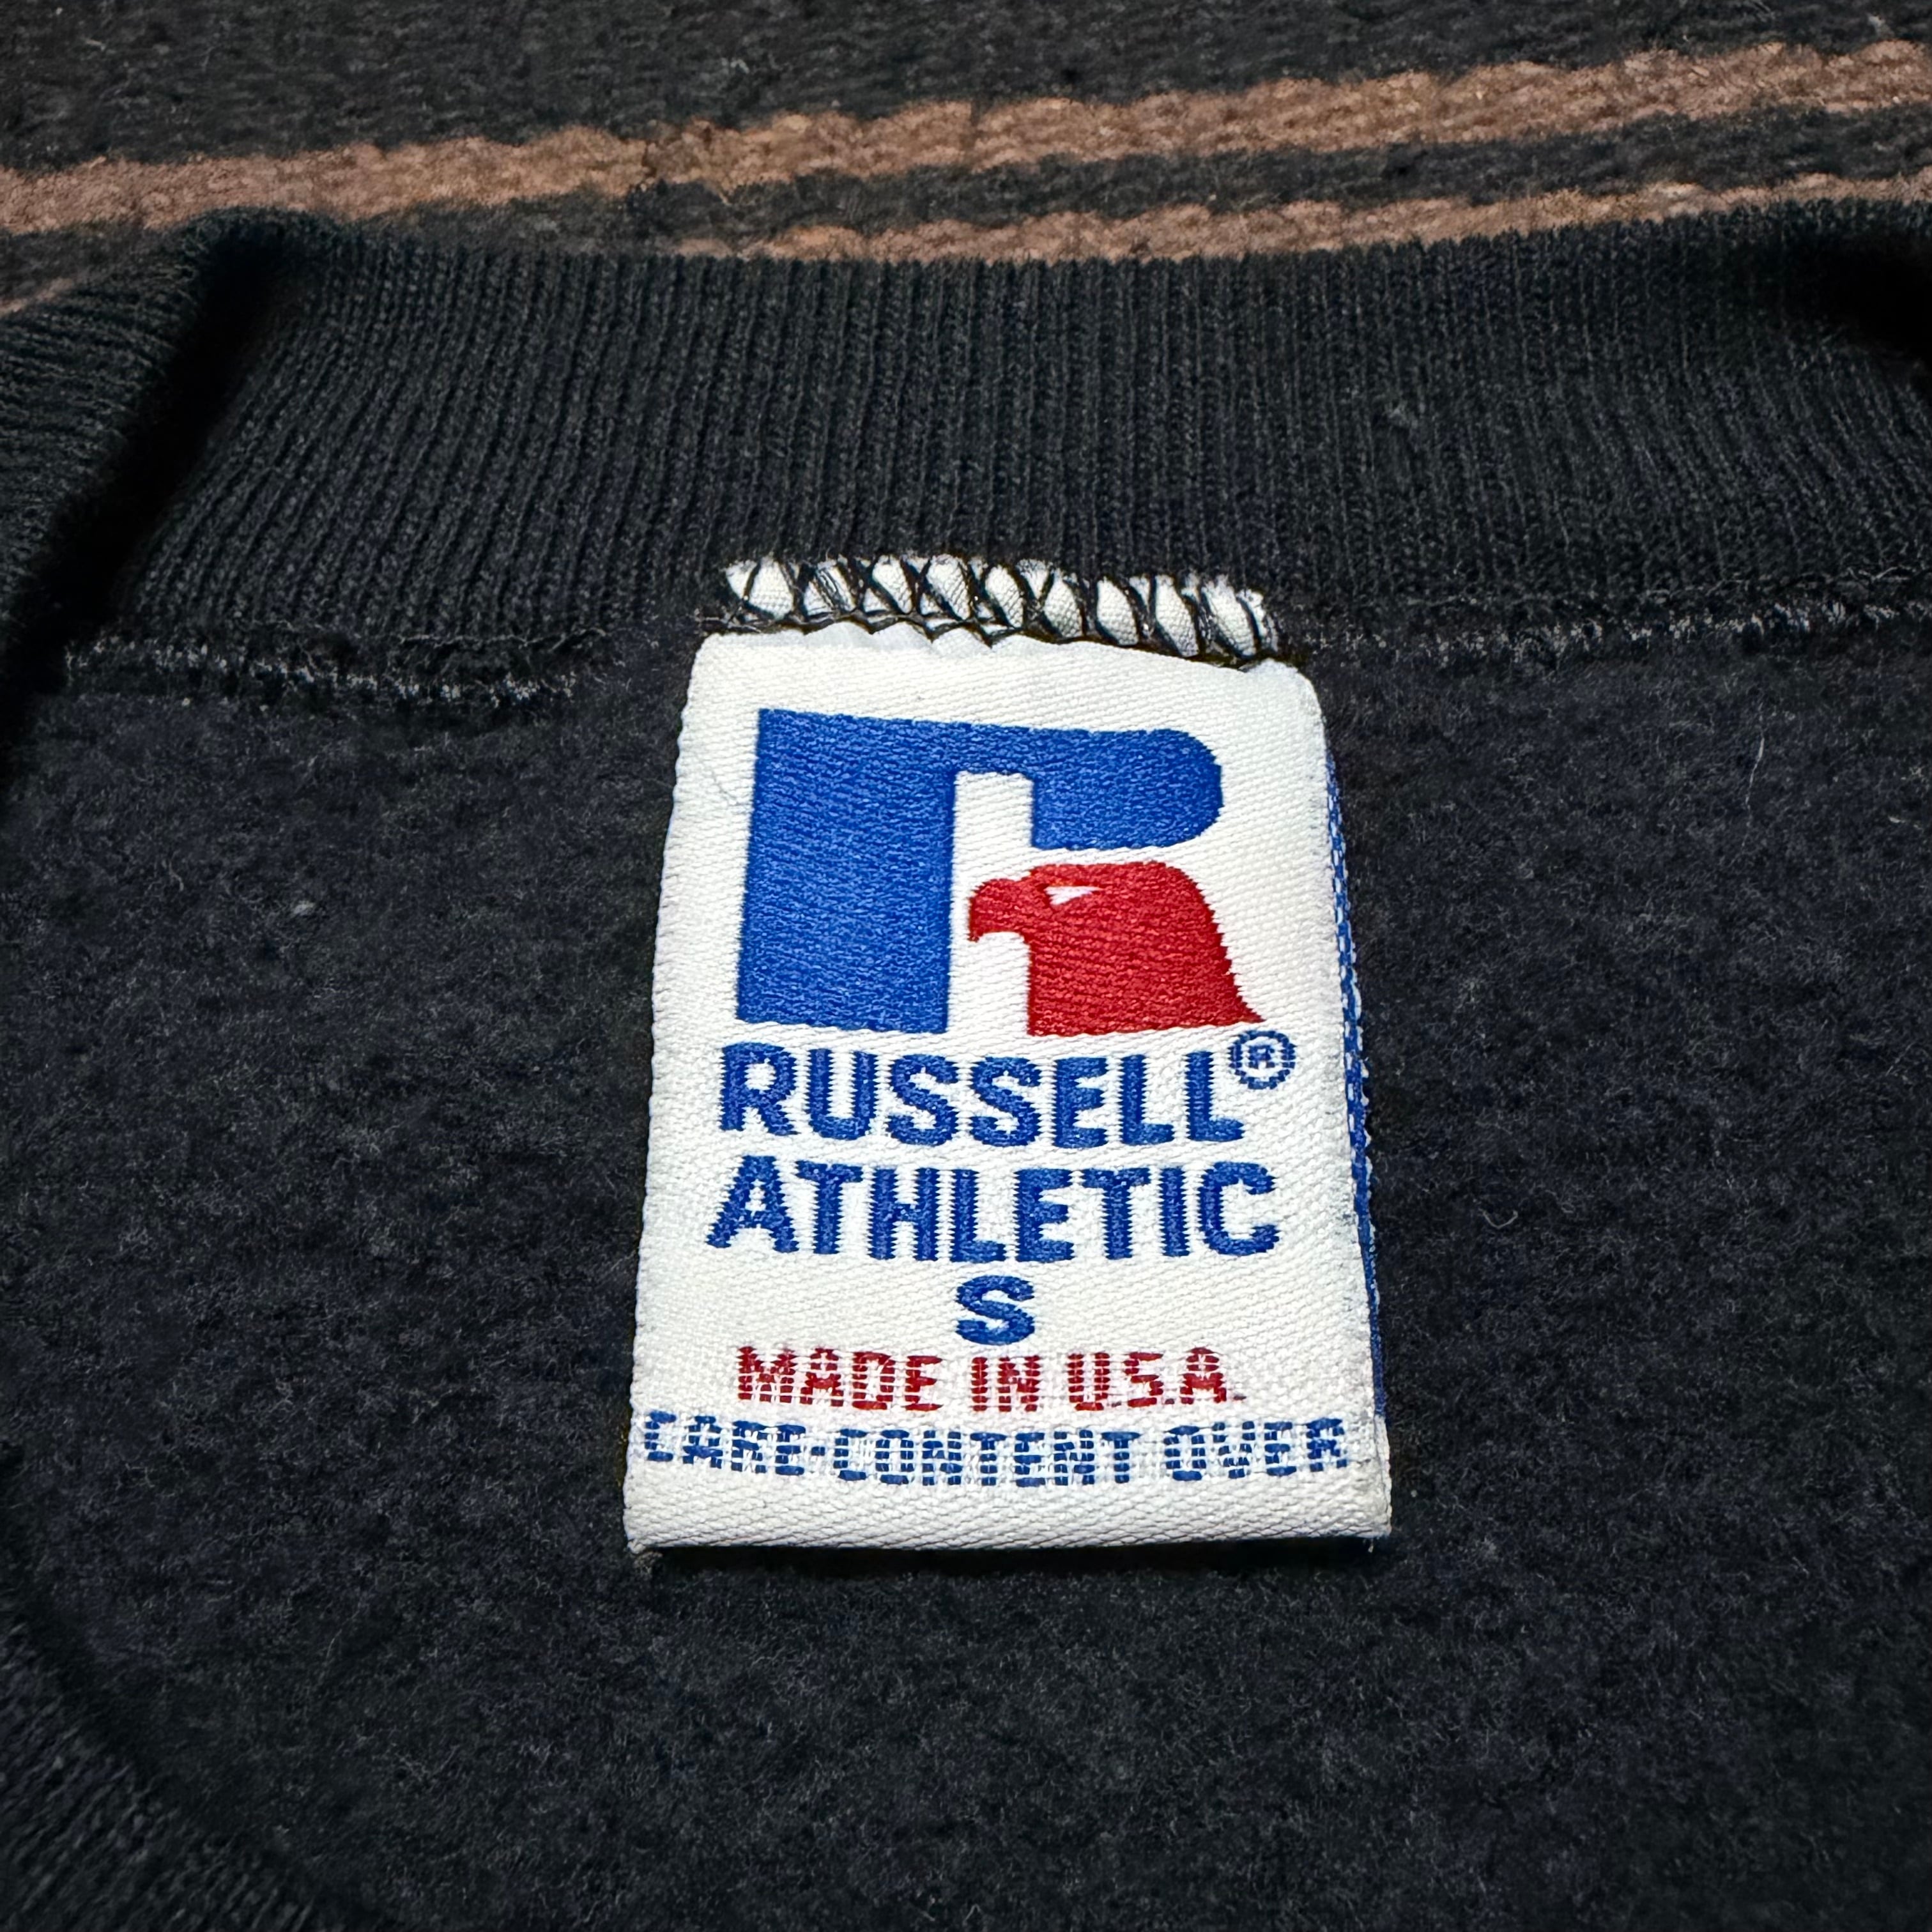 RUSSELL®
ATHLETIC
S
MADE IN U.S.A.
CARE-CONTENT OVER